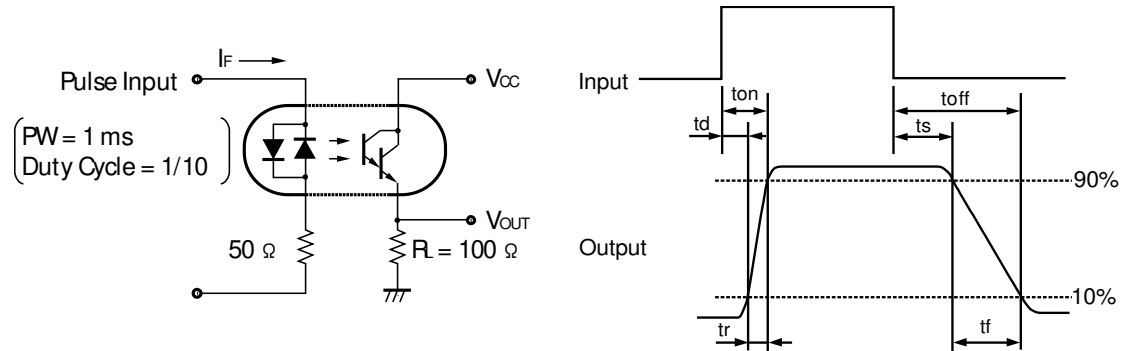 IF
Pulse Input
VCC
PW = 1 ms
Duty Cycle = 1/10
VOUT
50 Ω
RL = 100 Ω
Input
ton
toff
td
ts
90%
Output
10%
tr
tf